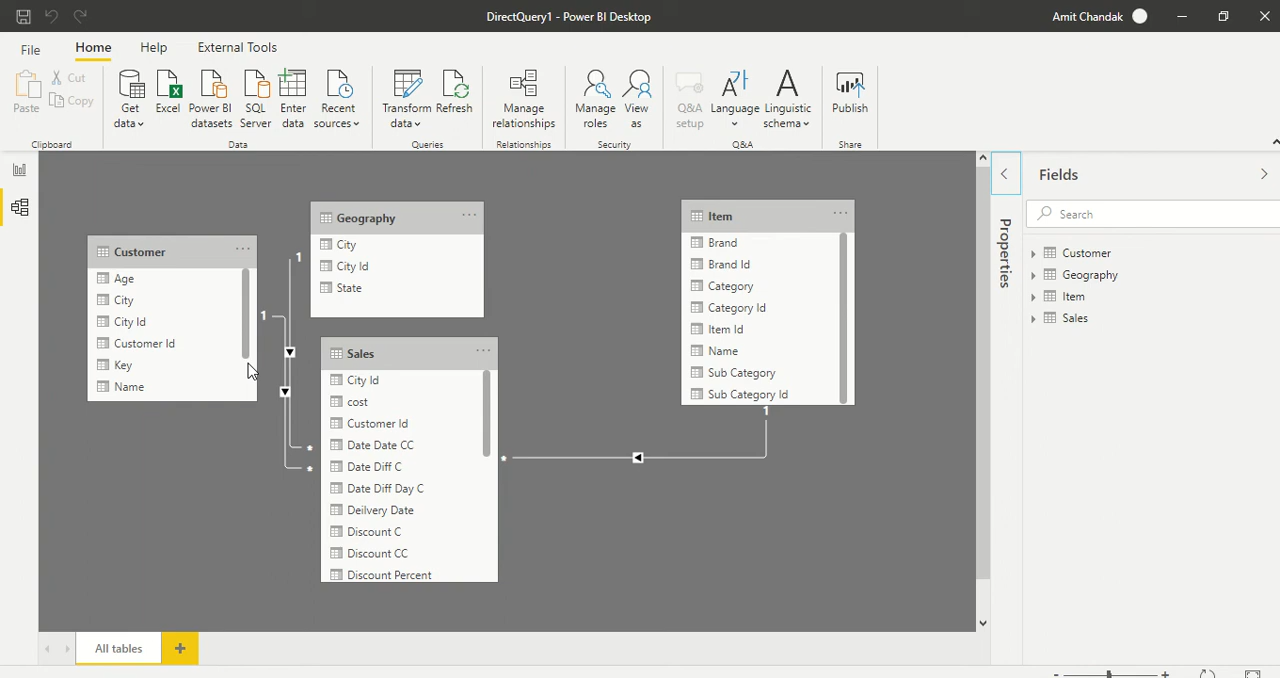 DirectQuery1 - Power BI Desktop
Amit Chandak
File
Home
Help
External Tools
Paste
Cut
Copy
Clipboard
Get data
Excel
Power BI datasets
SQL Server
Enter data
Recent sources
Data
Transform data
Refresh
Queries
Manage relationships
Relationships
Manage roles
View as
Security
Q&A setup
Language
Linguistic schema
Q&A
Publish
Share
Customer
Age
City
City Id
Customer Id
Key
Name
Geography
City
City Id
State
Sales
City Id
cost
Customer Id
Date Date CC
Date Diff C
Date Diff Day C
Deilvery Date
Discount C
Discount CC
Discount Percent
Item
Brand
Brand Id
Category
Category Id
Item Id
Name
Sub Category
Sub Category Id
1
1
1
*
*
*
Properties
Fields
Search
Customer
Geography
Item
Sales
All tables
+
- +